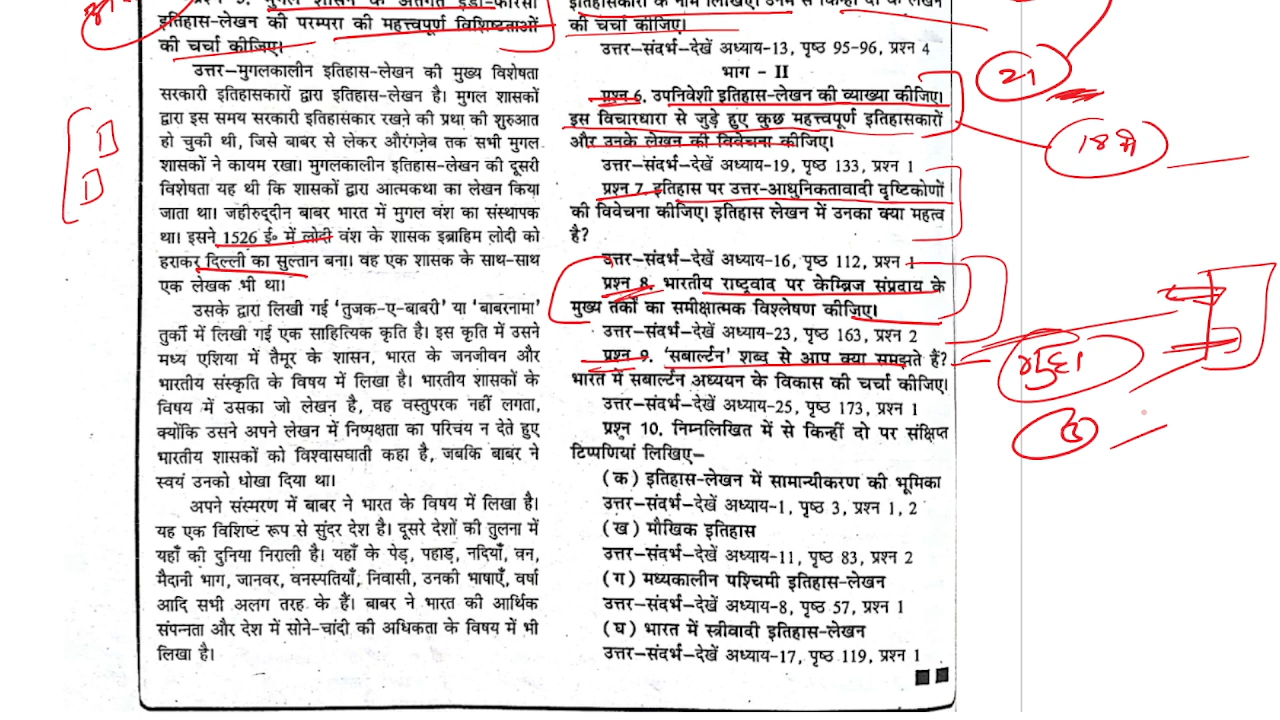 प्रश्न 5. मुगल शासन के अंतर्गत इंडो-फारसी
इतिहास-लेखन की परम्परा की महत्त्वपूर्ण विशिष्टताओं
की चर्चा कीजिए।
उत्तर–मुगलकालीन इतिहास-लेखन की मुख्य विशेषता
सरकारी इतिहासकारों द्वारा इतिहास-लेखन है। मुगल शासकों
द्वारा इस समय सरकारी इतिहासंकार रखने की प्रथा की शुरुआत
हो चुकी थी, जिसे बाबर से लेकर औरंगज़ेब तक सभी मुगल
शासकों ने कायम रखा। मुगलकालीन इतिहास-लेखन की दूसरी
विशेषता यह थी कि शासकों द्वारा आत्मकथा का लेखन किया
जाता था। जहीरुद्दीन बाबर भारत में मुगल वंश का संस्थापक
था। इसने 1526 ई० में लोदी वंश के शासक इब्राहिम लोदी को
हराकर दिल्ली का सुल्तान बना। वह एक शासक के साथ-साथ
एक लेखक भी था।
उसके द्वारा लिखी गई ‘तुजक-ए-बाबरी’ या ‘बाबरनामा’
तुर्की में लिखी गई एक साहित्यिक कृति है। इस कृति में उसने
मध्य एशिया में तैमूर के शासन, भारत के जनजीवन और
भारतीय संस्कृति के विषय में लिखा है। भारतीय शासकों के
विषय में उसका जो लेखन है, वह वस्तुपरक नहीं लगता,
क्योंकि उसने अपने लेखन में निष्पक्षता का परिचय न देते हुए
भारतीय शासकों को विश्वासघाती कहा है, जबकि बाबर ने
स्वयं उनको धोखा दिया था।
अपने संस्मरण में बाबर ने भारत के विषय में लिखा है।
यह एक विशिष्ट रूप से सुंदर देश है। दूसरे देशों की तुलना में
यहाँ की दुनिया निराली है। यहाँ के पेड़, पहाड़, नदियाँ, वन,
मैदानी भाग, जानवर, वनस्पतियाँ, निवासी, उनकी भाषाएँ, वर्षा
आदि सभी अलग तरह के हैं। बाबर ने भारत की आर्थिक
संपन्नता और देश में सोने-चांदी की अधिकता के विषय में भी
लिखा है।
इतिहासकारों के नाम लिखिए। उनमें से किन्हीं दो के लेखन
की चर्चा कीजिए।
उत्तर–संदर्भ–देखें अध्याय-13, पृष्ठ 95-96, प्रश्न 4
भाग - II
प्रश्न 6. उपनिवेशी इतिहास-लेखन की व्याख्या कीजिए।
इस विचारधारा से जुड़े हुए कुछ महत्त्वपूर्ण इतिहासकारों
और उनके लेखन की विवेचना कीजिए।
उत्तर–संदर्भ–देखें अध्याय-19, पृष्ठ 133, प्रश्न 1
प्रश्न 7. इतिहास पर उत्तर-आधुनिकतावादी दृष्टिकोणों
की विवेचना कीजिए। इतिहास लेखन में उनका क्या महत्व
है?
उत्तर–संदर्भ–देखें अध्याय-16, पृष्ठ 112, प्रश्न 1
प्रश्न 8. भारतीय राष्ट्रवाद पर केम्ब्रिज संप्रदाय के
मुख्य तर्कों का समीक्षात्मक विश्लेषण कीजिए।
उत्तर–संदर्भ–देखें अध्याय-23, पृष्ठ 163, प्रश्न 2
प्रश्न 9. ‘सबार्ल्टन’ शब्द से आप क्या समझते हैं?
भारत में सबार्ल्टन अध्ययन के विकास की चर्चा कीजिए।
उत्तर–संदर्भ–देखें अध्याय-25, पृष्ठ 173, प्रश्न 1
प्रश्न 10. निम्नलिखित में से किन्हीं दो पर संक्षिप्त
टिप्पणियां लिखिए–
(क) इतिहास-लेखन में सामान्यीकरण की भूमिका
उत्तर–संदर्भ–देखें अध्याय-1, पृष्ठ 3, प्रश्न 1, 2
(ख) मौखिक इतिहास
उत्तर–संदर्भ–देखें अध्याय-11, पृष्ठ 83, प्रश्न 2
(ग) मध्यकालीन पश्चिमी इतिहास-लेखन
उत्तर–संदर्भ–देखें अध्याय-8, पृष्ठ 57, प्रश्न 1
(घ) भारत में स्त्रीवादी इतिहास-लेखन
उत्तर–संदर्भ–देखें अध्याय-17, पृष्ठ 119, प्रश्न 1
21
18 में